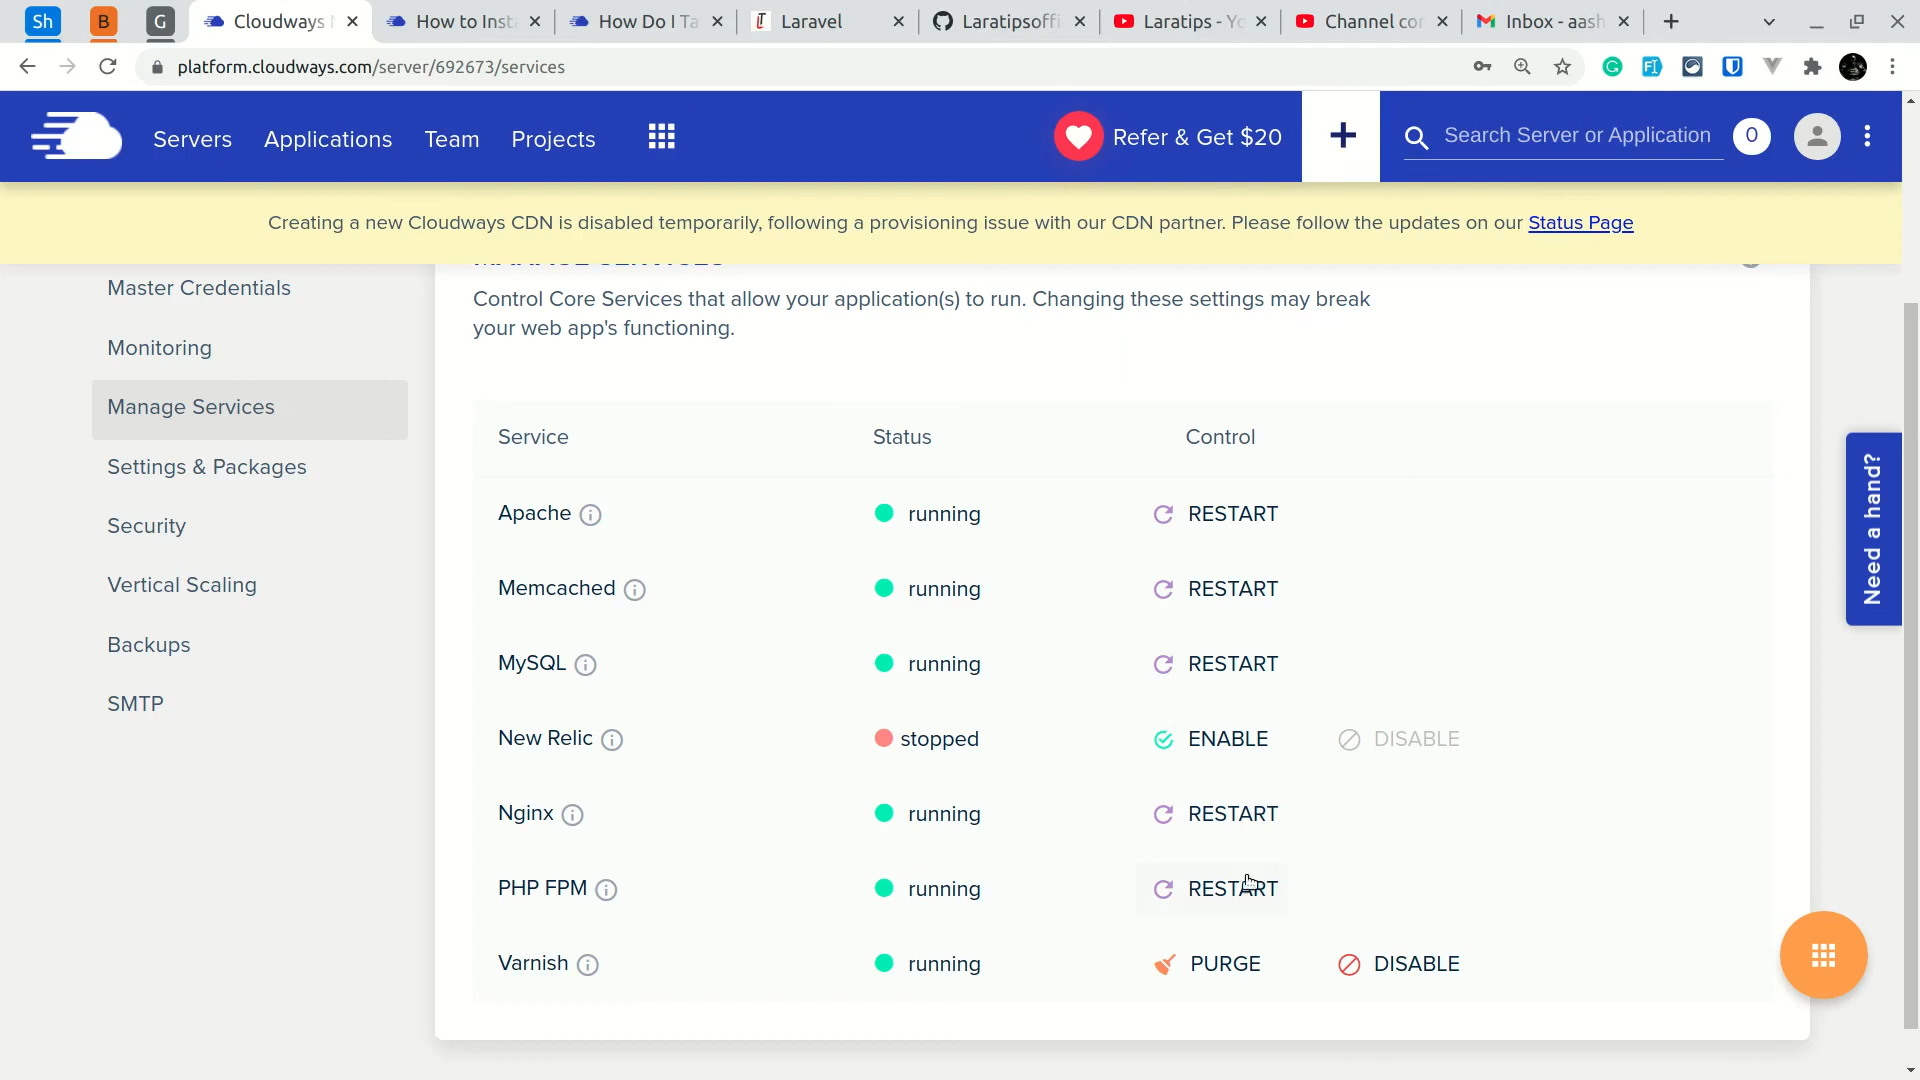 Sh
B
G
Cloudways
How to Inst
How Do I Ta
Laravel
Laratipsoffi
Laratips - Yo
Channel cor
Inbox - aash
platform.cloudways.com/server/692673/services
Servers
Applications
Team
Projects
Refer & Get $20
Search Server or Application
0
Creating a new Cloudways CDN is disabled temporarily, following a provisioning issue with our CDN partner. Please follow the updates on our Status Page
Master Credentials
Monitoring
Manage Services
Settings & Packages
Security
Vertical Scaling
Backups
SMTP
Control Core Services that allow your application(s) to run. Changing these settings may break
your web app's functioning.
Service Status Control
Apache running RESTART
Memcached running RESTART
MySQL running RESTART
New Relic stopped ENABLE DISABLE
Nginx running RESTART
PHP FPM running RESTART
Varnish running PURGE DISABLE
Need a hand?